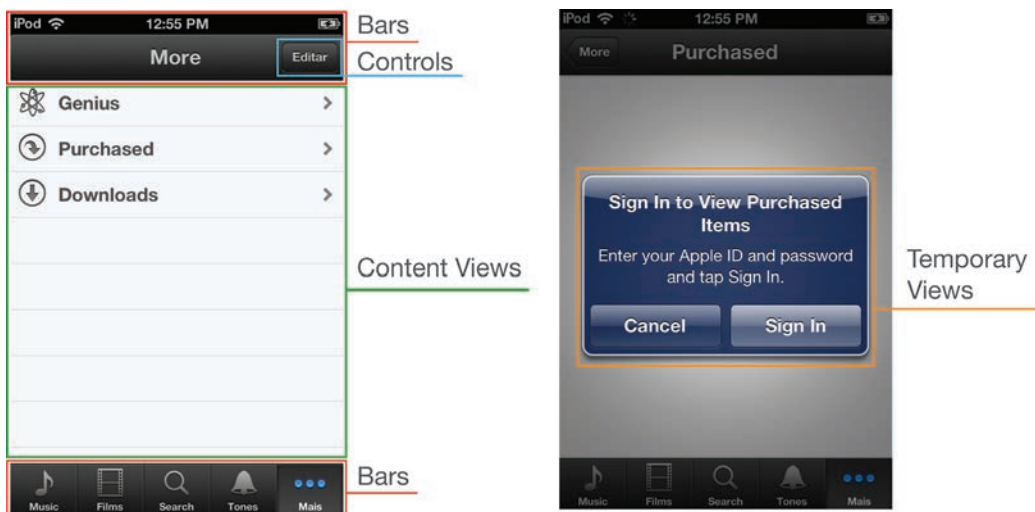 iPod 12:55 PM
More Editar
Genius
Purchased
Downloads
Music Films Search Tones Mais
Bars
Controls
Content Views
Bars
iPod 12:55 PM
More Purchased
Sign In to View Purchased
Items
Enter your Apple ID and password
and tap Sign In.
Cancel Sign In
Music Films Search Tones Mais
Temporary
Views